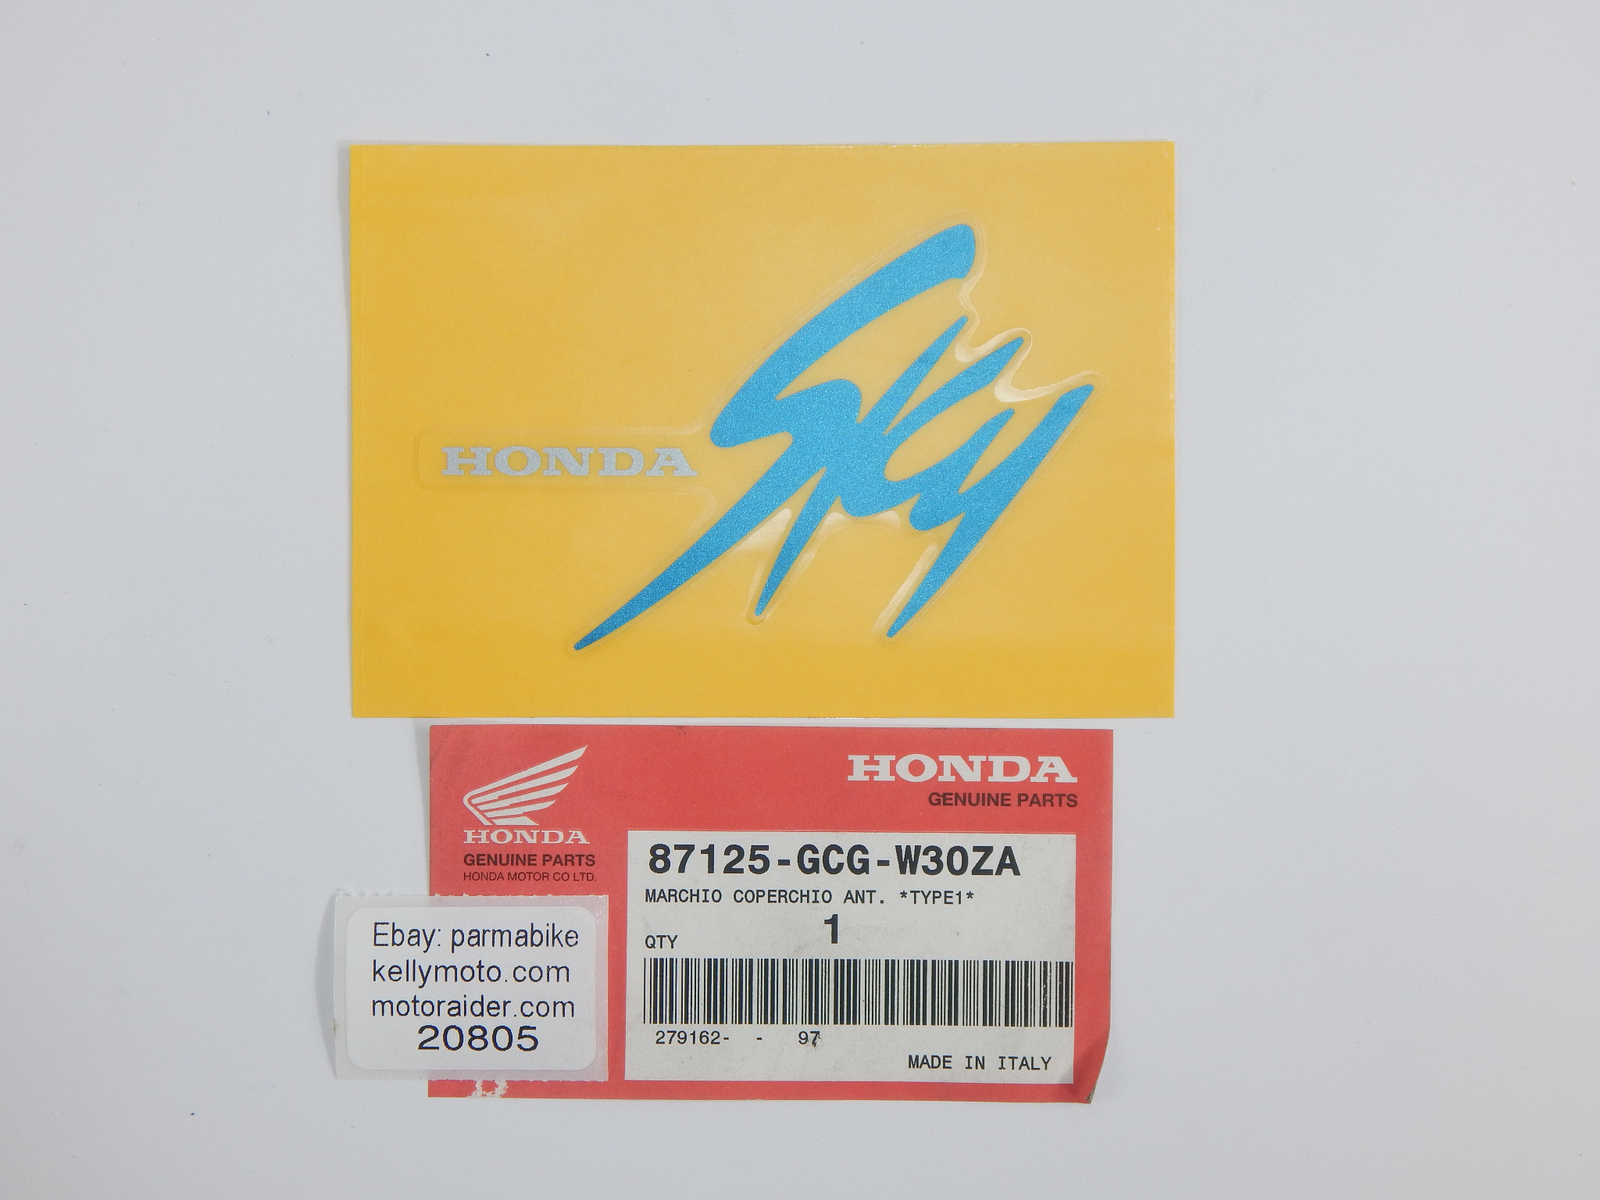 HONDA Sky
HONDA
GENUINE PARTS
HONDA
GENUINE PARTS
HONDA MOTOR CO LTD.
87125-GCG-W30ZA
MARCHIO COPERCHIO ANT. *TYPE1*
QTY 1
279162- - 97
MADE IN ITALY
Ebay: parmabike
kellymoto.com
motoraider.com
20805